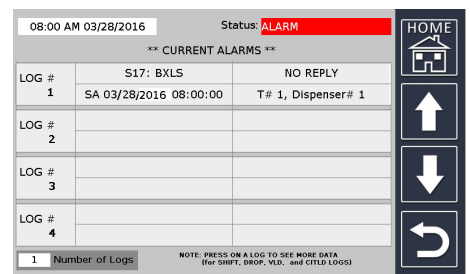 08:00 AM 03/28/2016 Status: ALARM HOME
** CURRENT ALARMS **
LOG # 1 S17: BXLS NO REPLY
SA 03/28/2016 08:00:00 T# 1, Dispenser# 1
LOG # 2
LOG # 3
LOG # 4
1 Number of Logs NOTE: PRESS ON A LOG TO SEE MORE DATA
(for SHIFT, DROP, VLD, and CITLD LOGS)